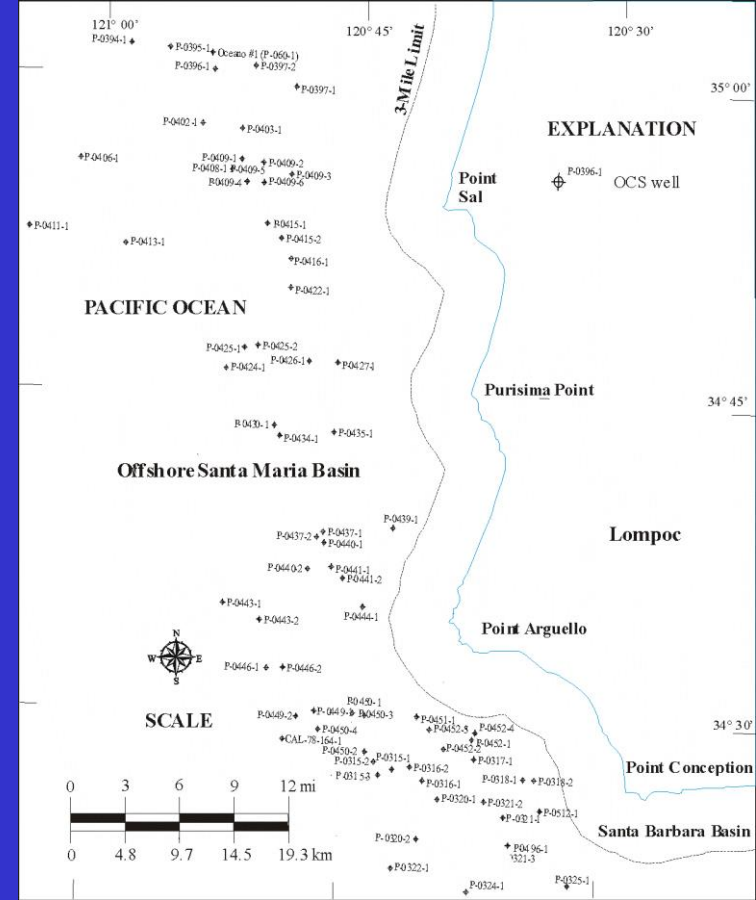 121° 00'
120° 45'
120° 30'
P-0394-1
P-0395-1
Oceano #1 (P-060-1)
P-0396-1
P-0397-2
P-0397-1
3-Mile Limit
35° 00'
P-0402-1
P-0403-1
EXPLANATION
P-0406-1
P-0409-1
P-0409-2
P-0408-1
P-0409-5
P-0409-3
P-0409-4
P-0409-6
P-0396-1
OCS well
Point
Sal
P-0411-1
P-0415-1
P-0413-1
P-0415-2
P-0416-1
P-0422-1
PACIFIC OCEAN
P-0425-1
P-0425-2
P-0424-1
P-0426-1
P-0427-1
Purisima Point
34° 45'
P-0430-1
P-0434-1
P-0435-1
Offshore Santa Maria Basin
P-0439-1
P-0437-2
P-0437-1
P-0440-1
Lompoc
P-0440-2
P-0441-1
P-0441-2
P-0443-1
P-0443-2
P-0444-1
Point Arguello
N
W
E
S
P-0446-1
P-0446-2
P-0450-1
P-0449-2
P-0449-1
P-0450-3
P-0451-1
SCALE
P-0450-4
P-0452-3
P-0452-4
34° 30'
CAL-78-164-1
P-0452-1
P-0450-2
P-0452-2
P-0315-2
P-0315-1
P-0317-1
P-0316-2
Point Conception
P-0315-3
P-0316-1
P-0318-1
P-0318-2
0
3
6
9
12 mi
P-0320-1
P-0321-2
P-0512-1
P-0321-1
Santa Barbara Basin
0
4.8
9.7
14.5
19.3 km
P-0320-2
P-0496-1
321-3
P-0322-1
P-0324-1
P-0325-1